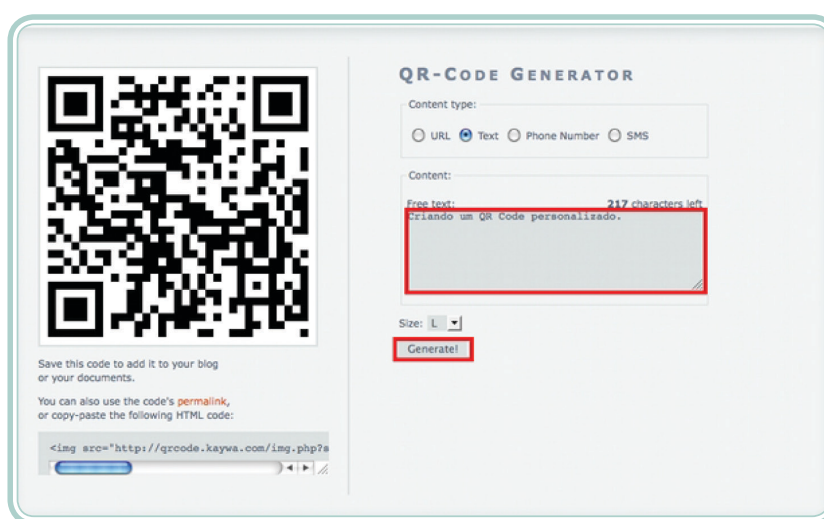 QR-CODE GENERATOR
Content type:
URL Text Phone Number SMS
Content:
Free text: 217 characters left
Criando um QR Code personalizado.
Size: L
Generate!
Save this code to add it to your blog
or your documents.
You can also use the code's permalink,
or copy-paste the following HTML code:
<img src="http://qrcode.kaywa.com/img.php?s